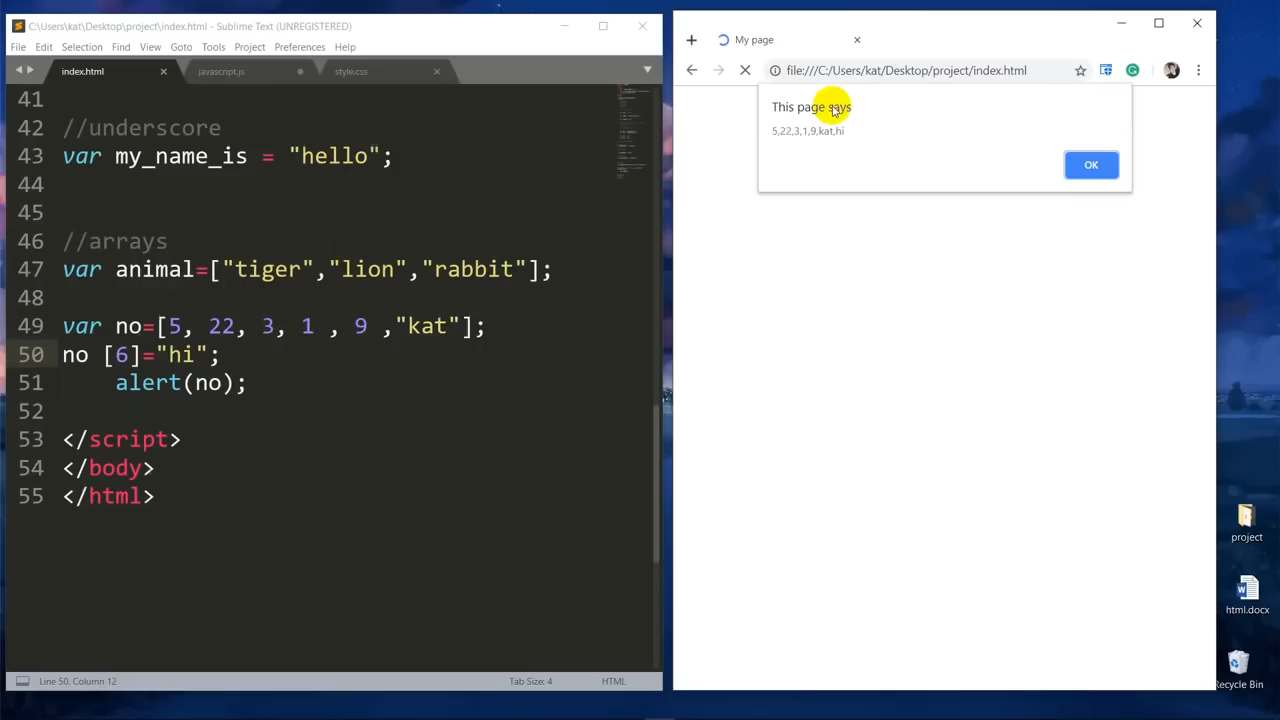 C:\Users\kat\Desktop\project\index.html - Sublime Text (UNREGISTERED)
File Edit Selection Find View Goto Tools Project Preferences Help
index.html javascript.js style.css
41
42 //underscore
43 var my_name_is = "hello";
44
45
46 //arrays
47 var animal=["tiger","lion","rabbit"];
48
49 var no=[5, 22, 3, 1 , 9 ,"kat"];
50 no [6]="hi";
51 alert(no);
52
53 </script>
54 </body>
55 </html>
Line 50, Column 12 Tab Size: 4 HTML
My page
file:///C:/Users/kat/Desktop/project/index.html
This page says
5,22,3,1,9,kat,hi
OK
project
html.docx
Recycle Bin